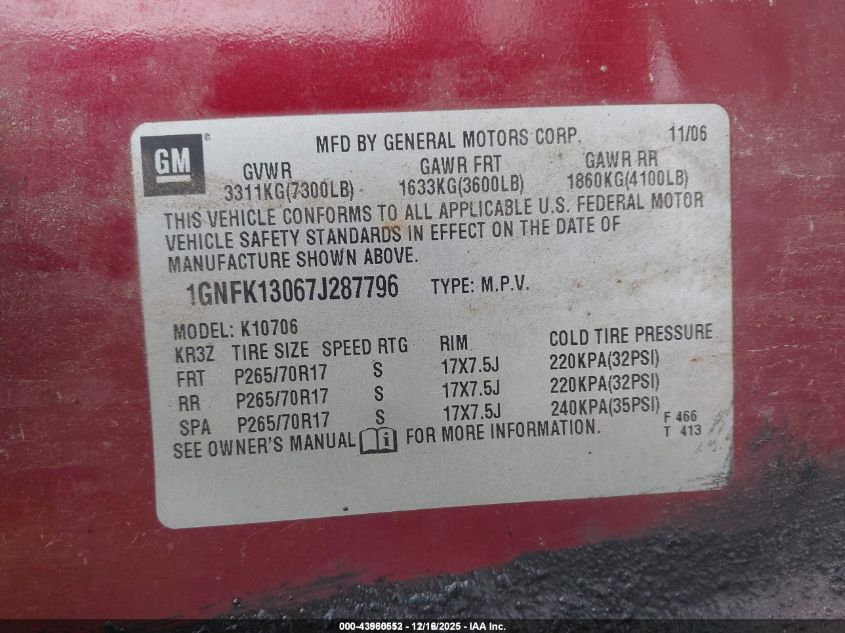 GM ®
MFD BY GENERAL MOTORS CORP. 11/06
GVWR GAWR FRT GAWR RR
3311KG(7300LB) 1633KG(3600LB) 1860KG(4100LB)
THIS VEHICLE CONFORMS TO ALL APPLICABLE U.S. FEDERAL MOTOR
VEHICLE SAFETY STANDARDS IN EFFECT ON THE DATE OF
MANUFACTURE SHOWN ABOVE.
1GNFK13067J287796 TYPE: M.P.V.
MODEL: K10706
KR3Z TIRE SIZE SPEED RTG RIM COLD TIRE PRESSURE
FRT P265/70R17 S 17X7.5J 220KPA(32PSI)
RR P265/70R17 S 17X7.5J 220KPA(32PSI)
SPA P265/70R17 S 17X7.5J 240KPA(35PSI)
F 466
SEE OWNER'S MANUAL FOR MORE INFORMATION.
T 413
000-43960552 - 12/16/2025 - IAA Inc.